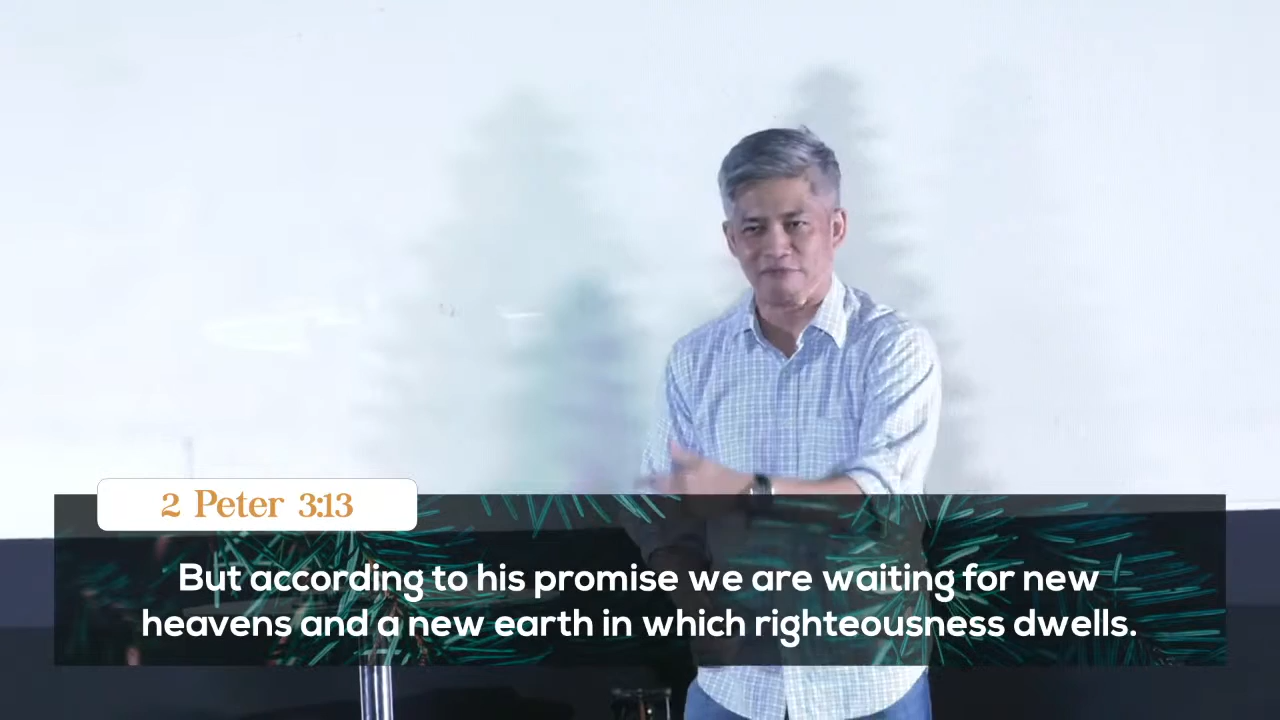 2 Peter 3:13
But according to his promise we are waiting for new
heavens and a new earth in which righteousness dwells.